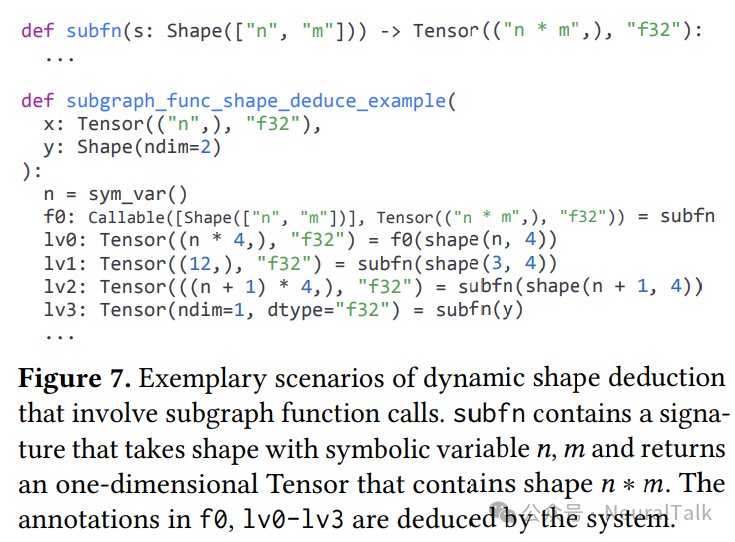 def subfn(s: Shape(["n", "m"])) -> Tensor(("n * m",), "f32"):
  ...
def subgraph_func_shape_deduce_example(
  x: Tensor(("n",), "f32"),
  y: Shape(ndim=2)
):
  n = sym_var()
  f0: Callable([Shape(["n", "m"])], Tensor(("n * m",), "f32")) = subfn
  lv0: Tensor((n * 4,), "f32") = f0(shape(n, 4))
  lv1: Tensor((12,), "f32") = subfn(shape(3, 4))
  lv2: Tensor(((n + 1) * 4,), "f32") = subfn(shape(n + 1, 4))
  lv3: Tensor(ndim=1, dtype="f32") = subfn(y)
  ...
Figure 7. Exemplary scenarios of dynamic shape deduction
that involve subgraph function calls. subfn contains a signa-
ture that takes shape with symbolic variable n, m and returns
an one-dimensional Tensor that contains shape n * m. The
annotations in f0, lv0-lv3 are deduced by the system.
公众号 · NeuralTalk